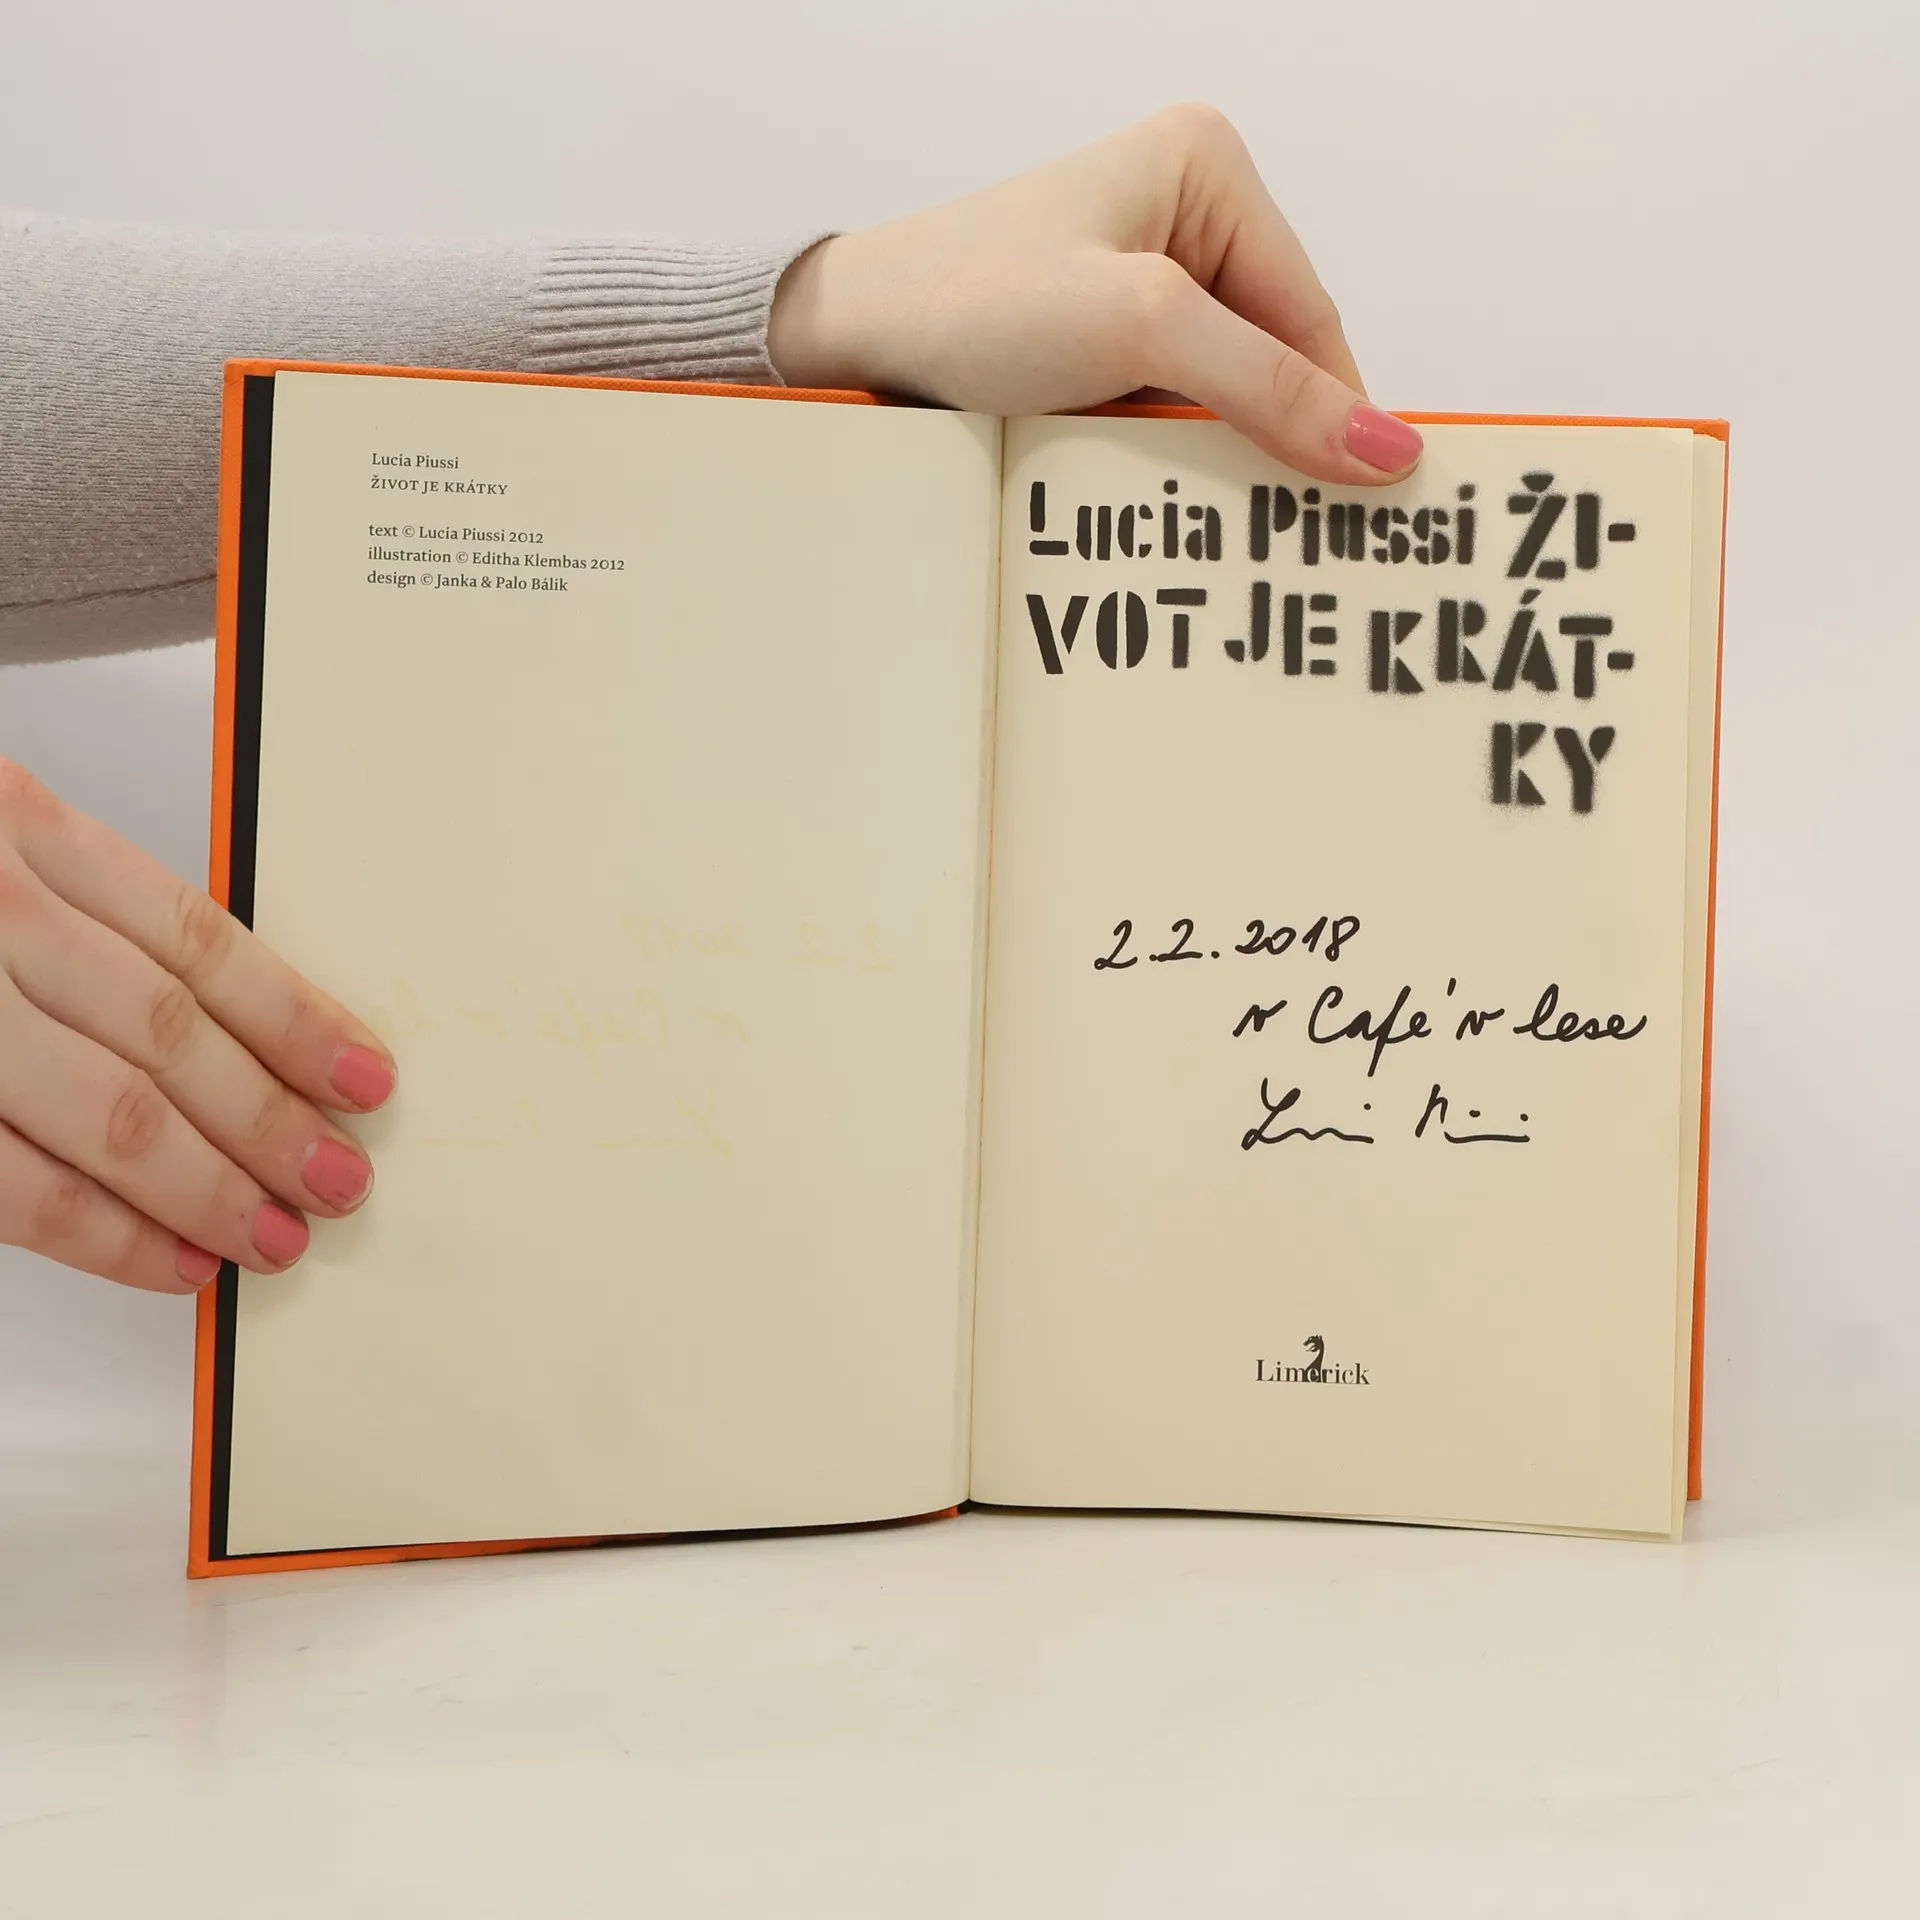 Lucia Piussi
ŽIVOT JE KRÁTKY
text © Lucia Piussi 2012
illustration © Editha Klembas 2012
design © Janka & Palo Bálik
Lucia Piussi ŽI-
VOT JE KRÁT-
KY
2.2.2018
v Café v lese
Limerick